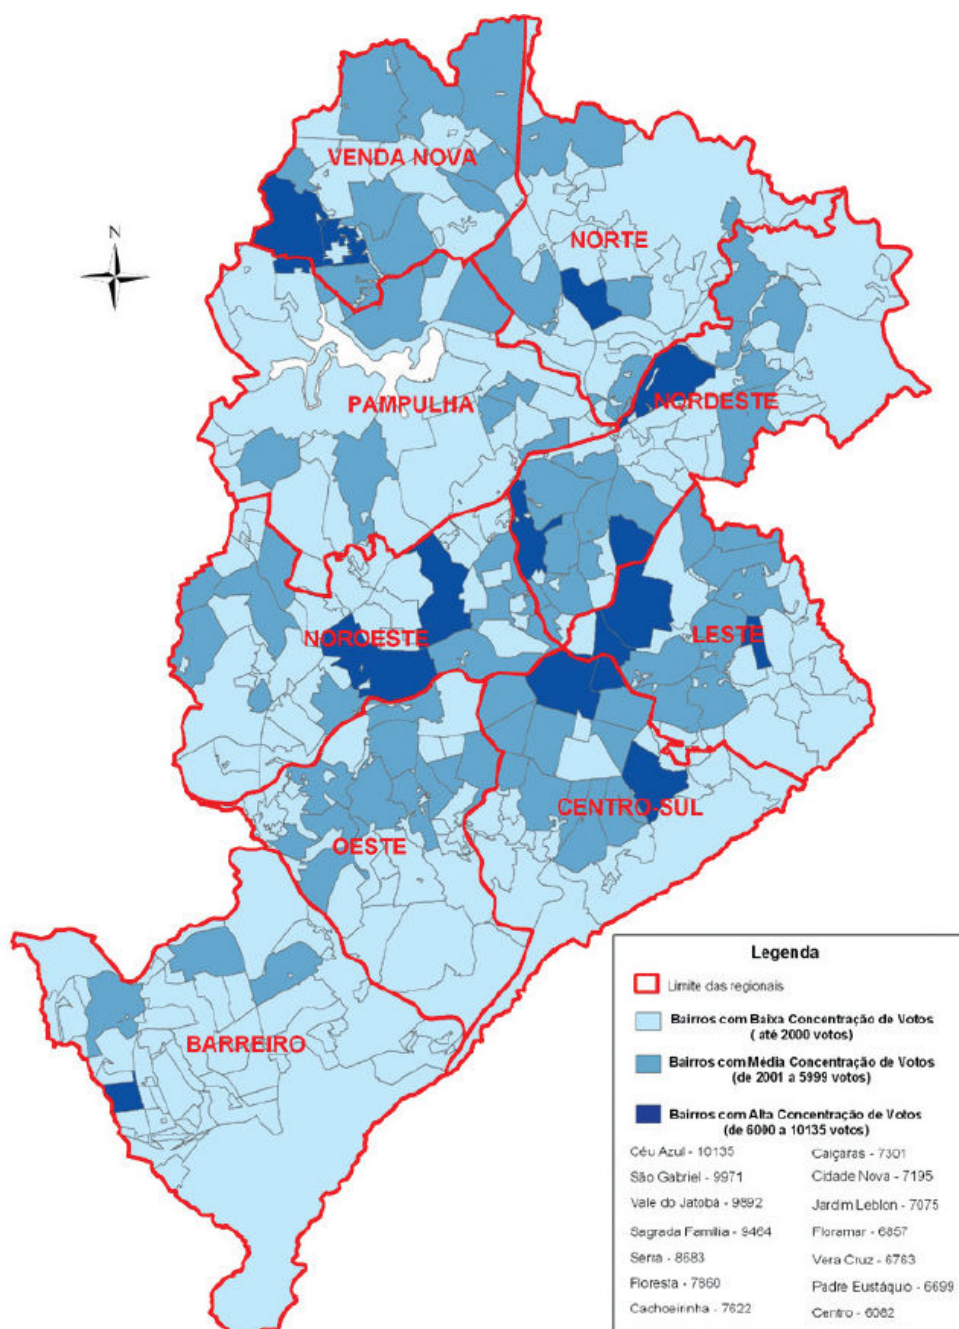 VENDA NOVA
N
NORTE
PAMPULHA
NORDESTE
NOROESTE
LESTE
CENTRO-SUL
OESTE
BARREIRO
Legenda
Limite das regionais
Bairros com Baixa Concentração de Votos
( até 2000 votos)
Bairros com Média Concentração de Votos
(de 2001 a 5999 votos)
Bairros com Alta Concentração de Votos
(de 6000 a 10135 votos)
Céu Azul - 10135
São Gabriel - 9971
Vale do Jatobá - 9892
Sagrada Família - 9464
Serra - 8683
Floresta - 7860
Cachoeirinha - 7622
Caiçaras - 7301
Cidade Nova - 7195
Jardim Leblon - 7075
Floramar - 6857
Vera Cruz - 6763
Padre Eustáquio - 6699
Centro - 6082